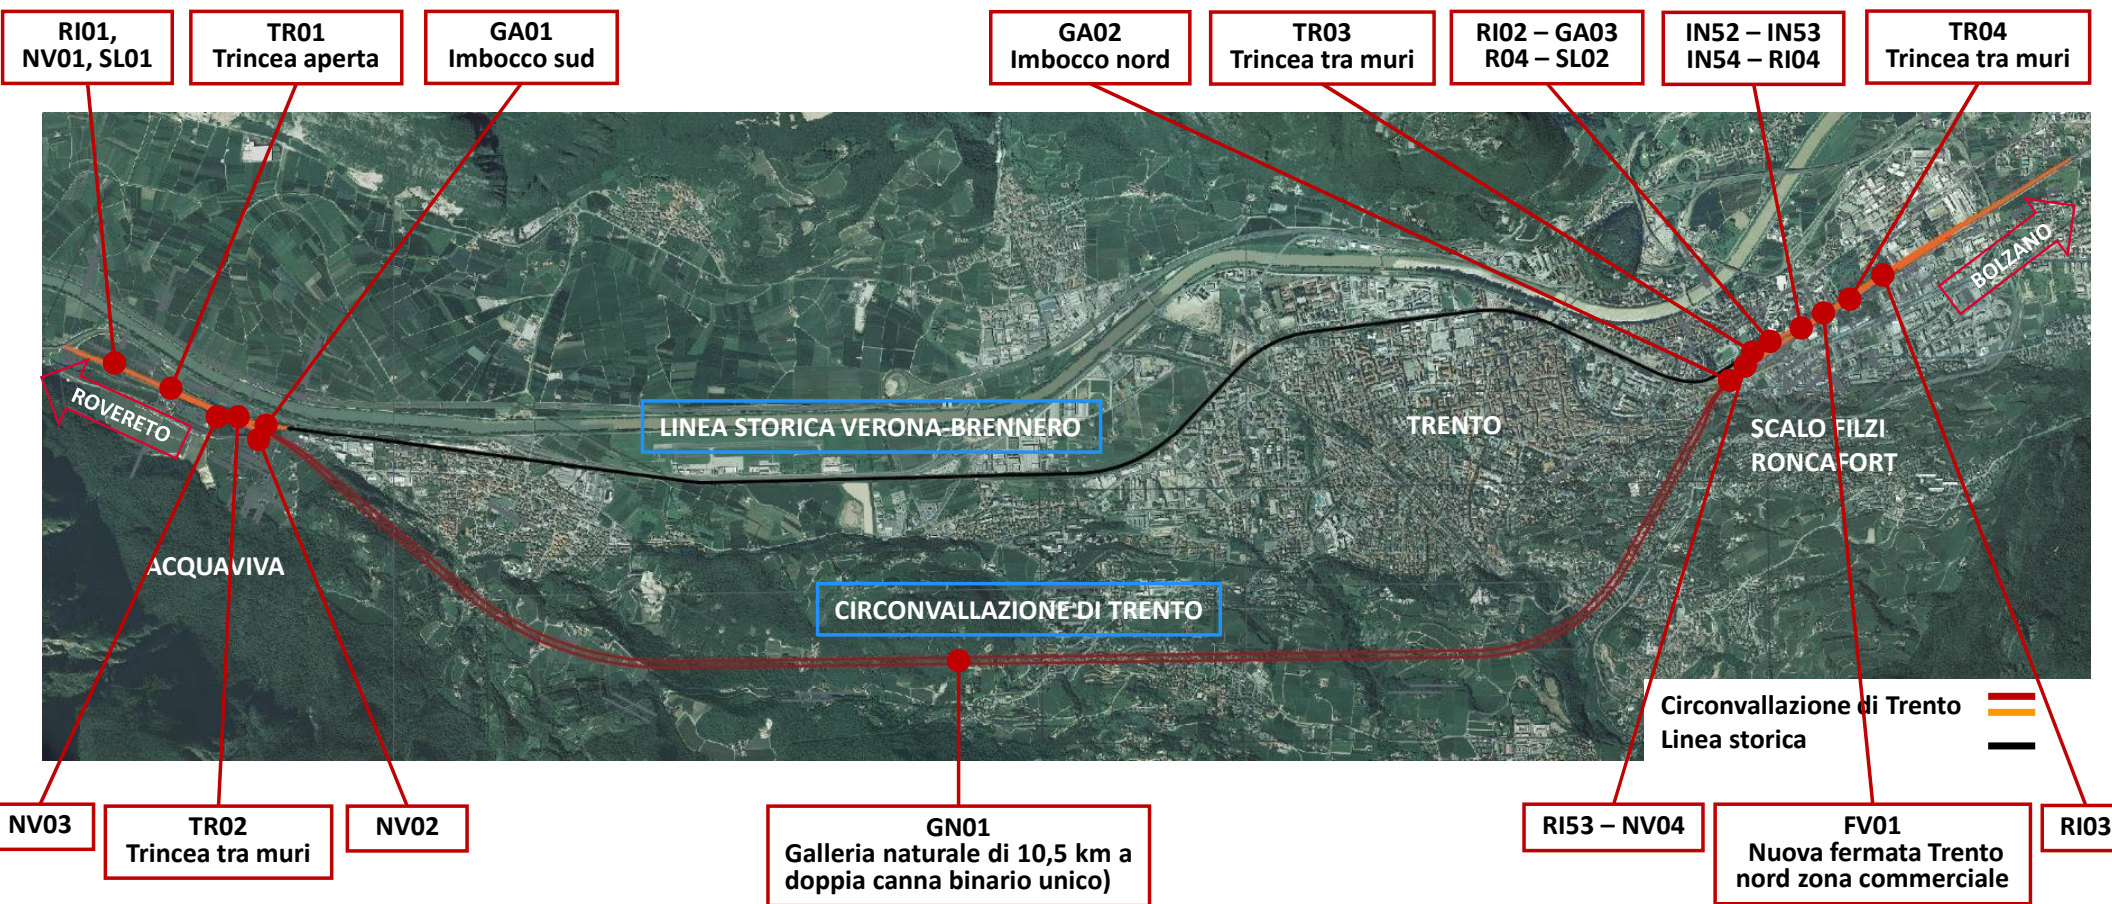 RI01,
NV01, SL01
TR01
Trincea aperta
GA01
Imbocco sud
GA02
Imbocco nord
TR03
Trincea tra muri
RI02 – GA03
R04 – SL02
IN52 – IN53
IN54 – RI04
TR04
Trincea tra muri
BOLZANO
ROVERETO
LINEA STORICA VERONA-BRENNERO
TRENTO
SCALO FILZI
RONCAFORT
ACQUAVIVA
CIRCONVALLAZIONE DI TRENTO
Circonvallazione di Trento
Linea storica
NV03
TR02
Trincea tra muri
NV02
GN01
Galleria naturale di 10,5 km a
doppia canna binario unico)
RI53 – NV04
FV01
Nuova fermata Trento
nord zona commerciale
RI03